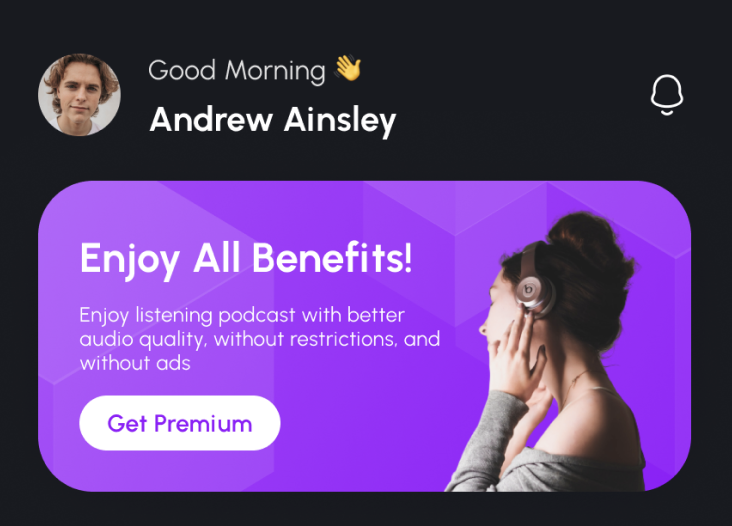 Good Morning 👋
Andrew Ainsley
Enjoy All Benefits!
Enjoy listening podcast with better
audio quality, without restrictions, and
without ads
Get Premium
b